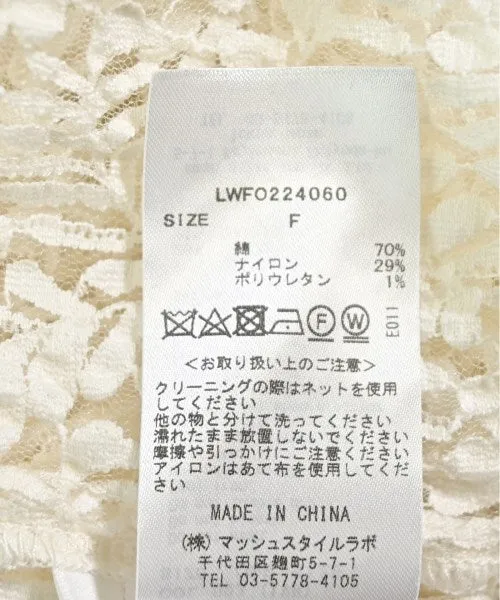 LWFO224060
SIZE F
綿 70%
ナイロン 29%
ポリウレタン 1%
F W
E011
＜お取り扱い上のご注意＞
クリーニングの際はネットを使用
してください
他の物と分けて洗ってください
濡れたまま放置しないでください
摩擦や引っかけにご注意ください
アイロンはあて布を使用してくださ
い
MADE IN CHINA
(株) マッシュスタイルラボ
千代田区麹町5-7-1
TEL 03-5778-4105